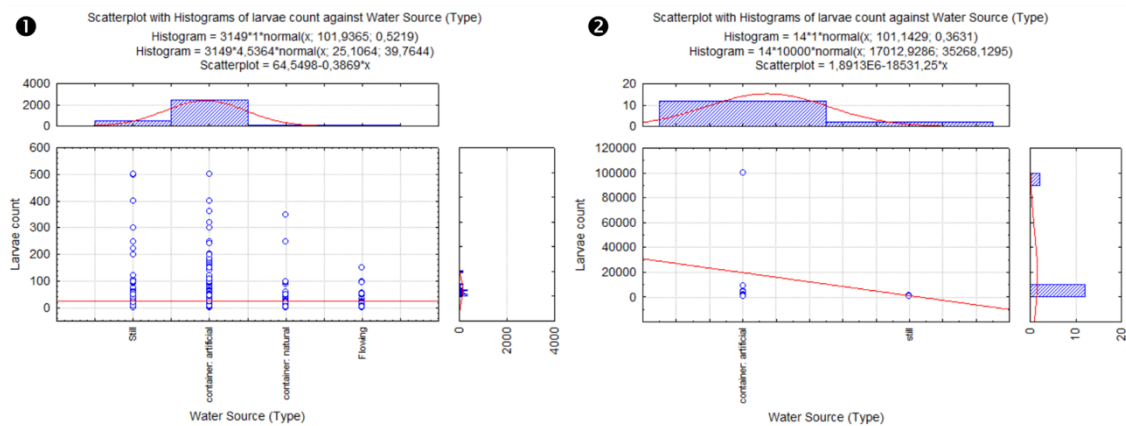 ❶
Scatterplot with Histograms of larvae count against Water Source (Type)
Histogram = 3149*1*normal(x; 101,9365; 0,5219)
Histogram = 3149*4,5364*normal(x; 25,1064; 39,7644)
Scatterplot = 64,5498-0,3869*x
4000
2000
0
600
500
400
300
200
100
0
Larvae count
Still
container: artificial
container: natural
Flowing
Water Source (Type)
0
2000
4000
❷
Scatterplot with Histograms of larvae count against Water Source (Type)
Histogram = 14*1*normal(x; 101,1429; 0,3631)
Histogram = 14*10000*normal(x; 17012,9286; 35268,1295)
Scatterplot = 1,8913E6-18531,25*x
20
10
0
120000
100000
80000
60000
40000
20000
0
Larvae count
container: artificial
still
Water Source (Type)
0
10
20